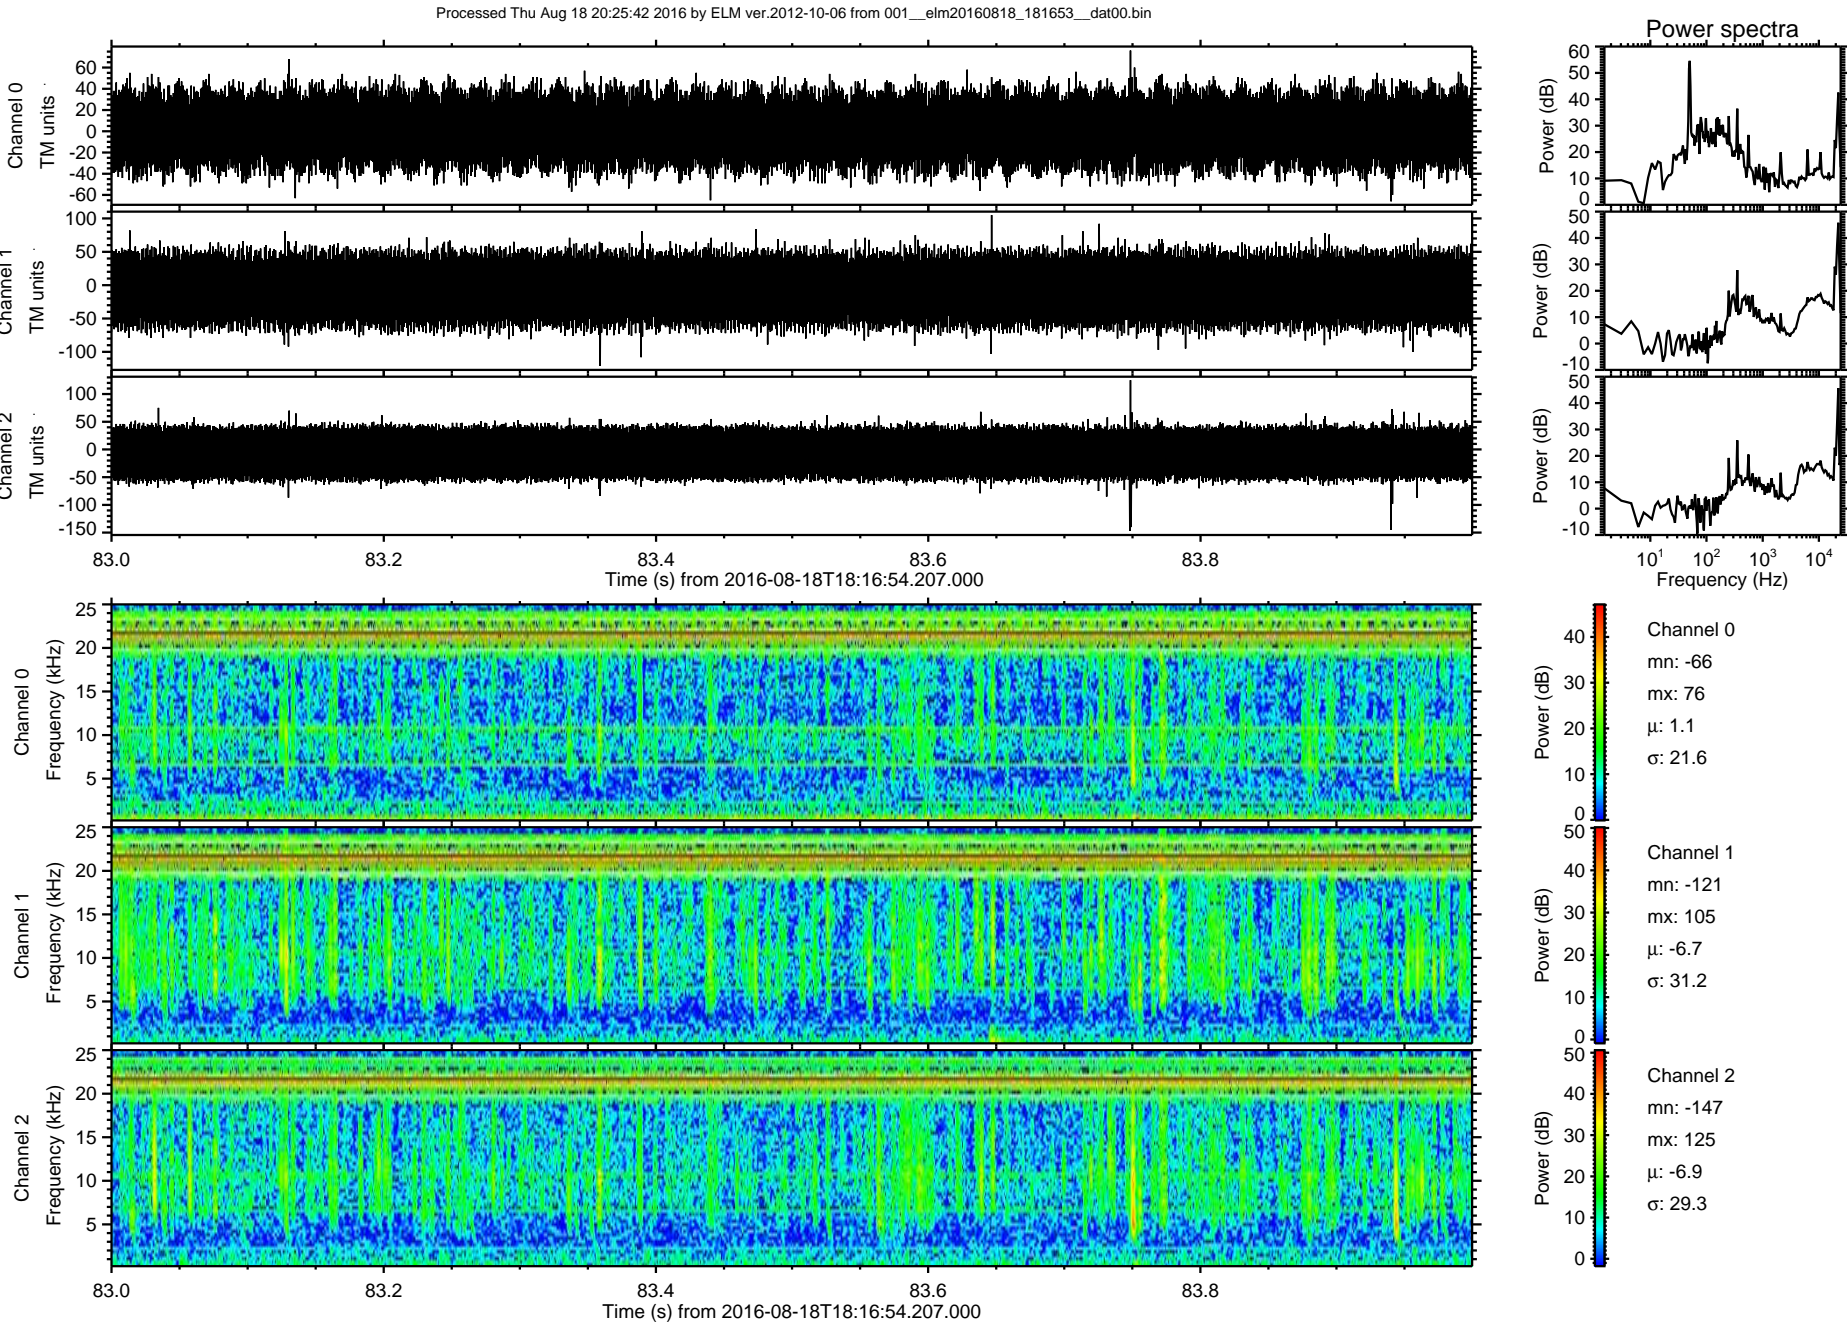 Processed Thu Aug 18 20:25:42 2016 by ELM ver.2012-10-06 from 001__elm20160818_181653__dat00.bin
Power spectra
Channel 0
TM units
60
40
20
0
-20
-40
-60
Power (dB)
60
50
40
30
20
10
0
Channel 1
TM units
100
50
0
-50
-100
Power (dB)
50
40
30
20
10
0
-10
Channel 2
TM units
100
50
0
-50
-100
-150
Power (dB)
50
40
30
20
10
0
-10
83.0 83.2 83.4 83.6 83.8
Time (s) from 2016-08-18T18:16:54.207.000
10^1 10^2 10^3 10^4
Frequency (Hz)
Channel 0
Frequency (kHz)
25
20
15
10
5
Power (dB)
40
30
20
10
0
Channel 0
mn: -66
mx: 76
μ: 1.1
σ: 21.6
Channel 1
Frequency (kHz)
25
20
15
10
5
Power (dB)
50
40
30
20
10
0
Channel 1
mn: -121
mx: 105
μ: -6.7
σ: 31.2
Channel 2
Frequency (kHz)
25
20
15
10
5
Power (dB)
50
40
30
20
10
0
Channel 2
mn: -147
mx: 125
μ: -6.9
σ: 29.3
83.0 83.2 83.4 83.6 83.8
Time (s) from 2016-08-18T18:16:54.207.000